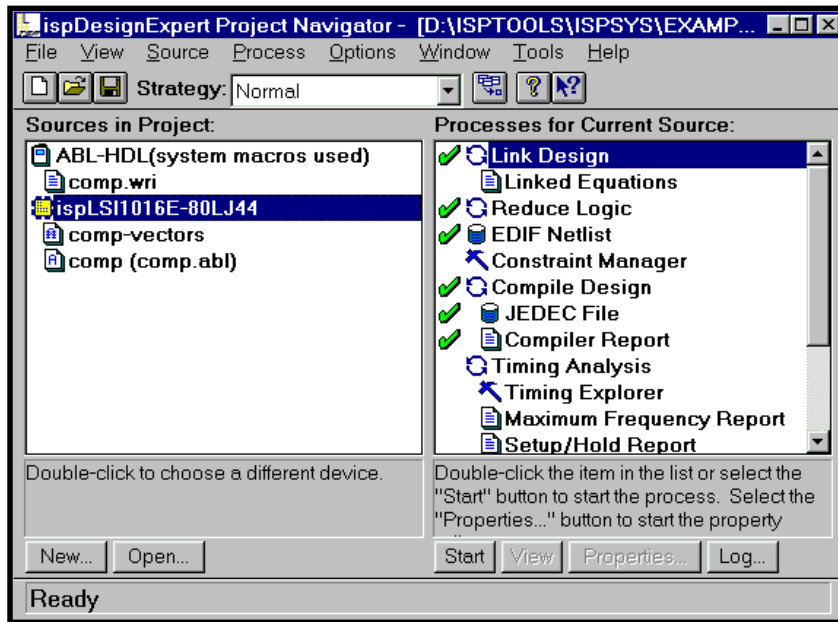 ispDesignExpert Project Navigator - [D:\ISPTOOLS\ISPSYS\EXAMP...
File View Source Process Options Window Tools Help
Strategy: Normal
Sources in Project:
ABL-HDL(system macros used)
comp.wri
ispLSI1016E-80LJ44
comp-vectors
comp (comp.abl)
Double-click to choose a different device.
New... Open...
Processes for Current Source:
Link Design
Linked Equations
Reduce Logic
EDIF Netlist
Constraint Manager
Compile Design
JEDEC File
Compiler Report
Timing Analysis
Timing Explorer
Maximum Frequency Report
Setup/Hold Report
Double-click the item in the list or select the
"Start" button to start the process. Select the
"Properties..." button to start the property
Start View Properties... Log...
Ready